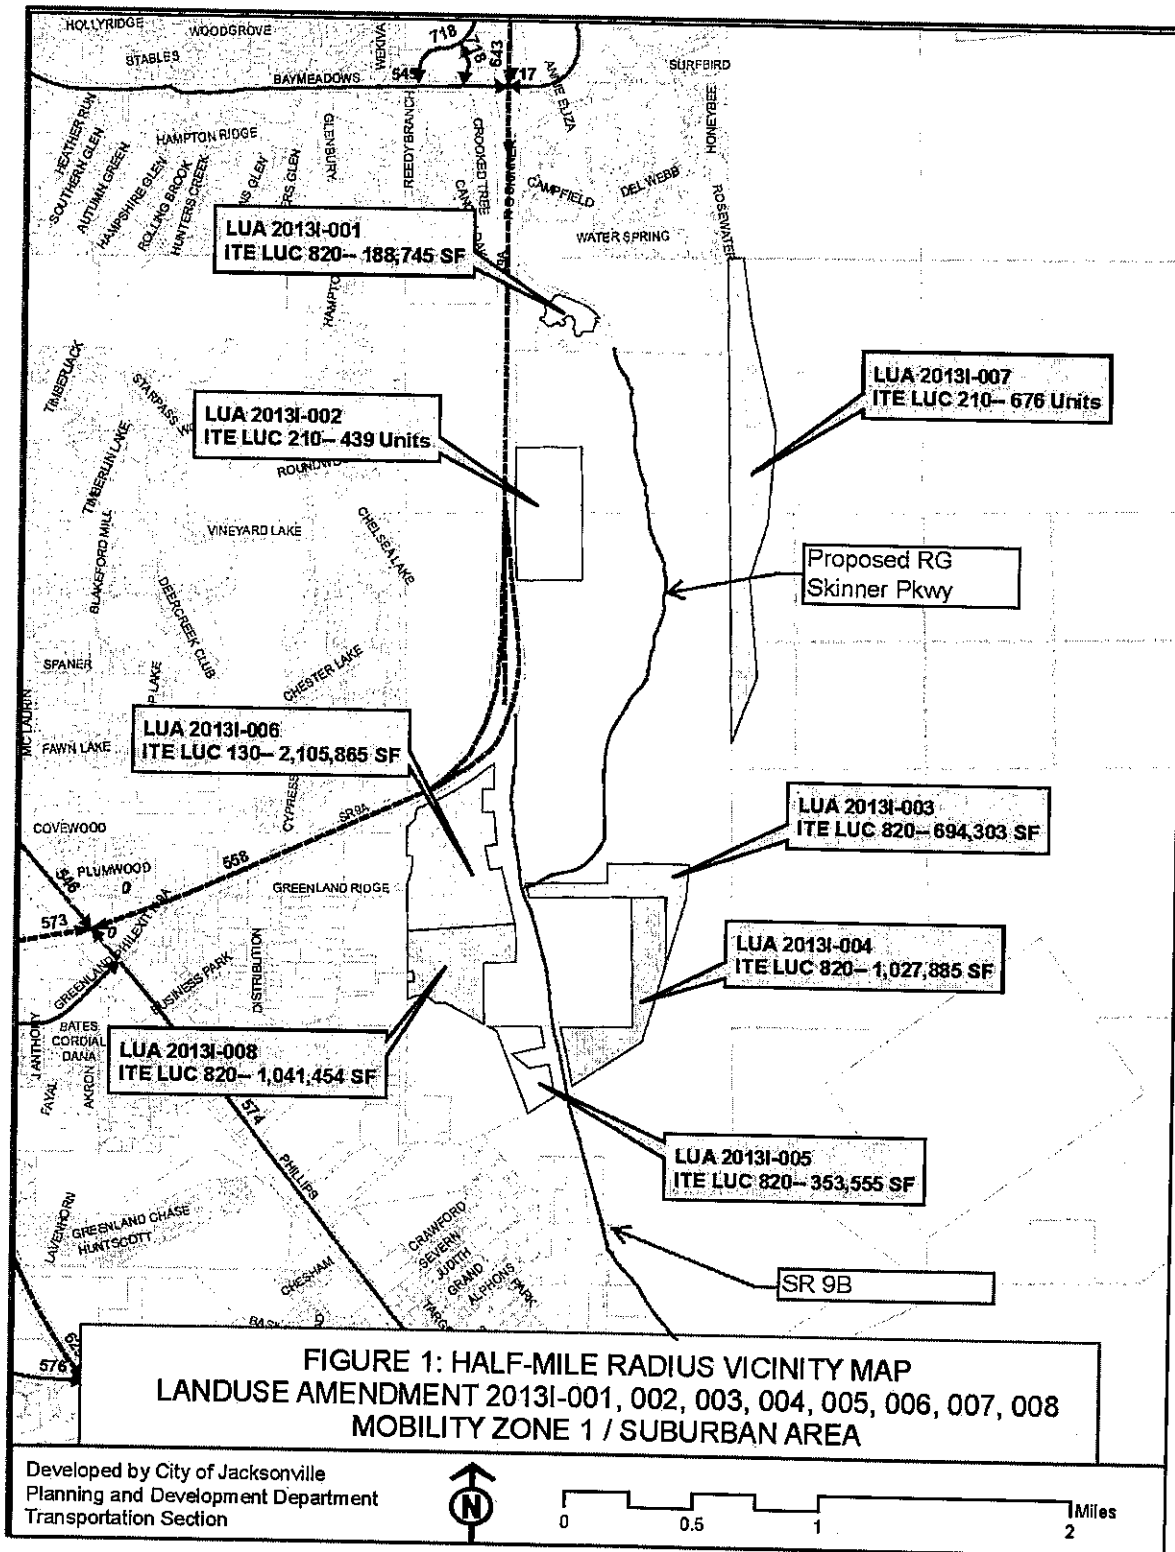 HOLLYRIDGE
WOODGROVE
STABLES
WEKIVA
718
718
643
BAYMEADOWS
545
717
ANNIE ELIZA
SURFBIRD
HONEYBEE
HEATHER RUN
SOUTHERN GLEN
AUTUMN GREEN
HAMPTON RIDGE
HAMPSHIRE GLEN
ROLLING BROOK
HUNTERS CREEK
GLENBURY
REEDY BRANCH
CROOKED TREE
CAMPFIELD
DEL WEBB
ROSEWATER
WATER SPRING
LUA 2013I-001
ITE LUC 820-- 188,745 SF
TIMBERJACK
STARPASS
LUA 2013I-002
ITE LUC 210-- 439 Units
LUA 2013I-007
ITE LUC 210-- 676 Units
TIMBERLIN LAKE
BLAKEFORD MILL
VINEYARD LAKE
CHELSEA LAKE
Proposed RG
Skinner Pkwy
DEERCREEK CLUB
SPANER
P LAKE
CHESTER LAKE
MCLAURIN
FAWN LAKE
LUA 2013I-006
ITE LUC 130-- 2,105,865 SF
CYPRESS
SR 9A
COVEWOOD
LUA 2013I-003
ITE LUC 820-- 694,303 SF
546
PLUMWOOD
0
558
GREENLAND RIDGE
573
0
BUSINESS PARK
DISTRIBUTION
LUA 2013I-004
ITE LUC 820-- 1,027,885 SF
J ANTHONY
BATES
CORDIAL
DANA
FAYAL
AKRON
LUA 2013I-008
ITE LUC 820-- 1,041,454 SF
574
PHILLIPS
LUA 2013I-005
ITE LUC 820-- 353,555 SF
LAVENHORN
GREENLAND CHASE
HUNTSCOTT
CHESHAM
CRAWFORD
SEVERN
JUDITH
GRAND
ALPHONS
PARK
SR 9B
576
FIGURE 1: HALF-MILE RADIUS VICINITY MAP
LANDUSE AMENDMENT 2013I-001, 002, 003, 004, 005, 006, 007, 008
MOBILITY ZONE 1 / SUBURBAN AREA
Developed by City of Jacksonville
Planning and Development Department
Transportation Section
N
0 0.5 1 2 Miles